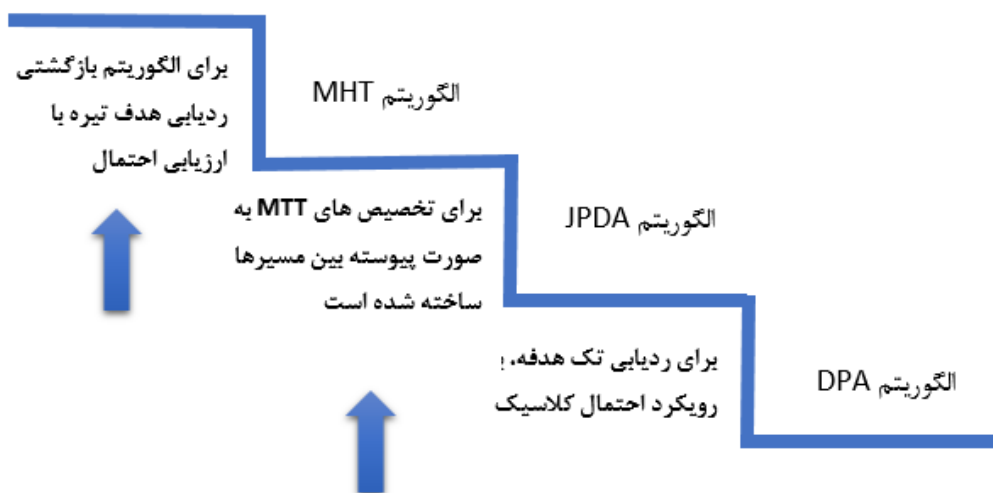 برای الگوریتم بازگشتی
ردیابی هدف تیره با
ارزیابی احتمال
الگوریتم MHT
برای تخصیص های MTT به
صورت پیوسته بین مسیرها
ساخته شده است
الگوریتم JPDA
برای ردیابی تک هدفه،
رویکرد احتمال کلاسیک
الگوریتم DPA